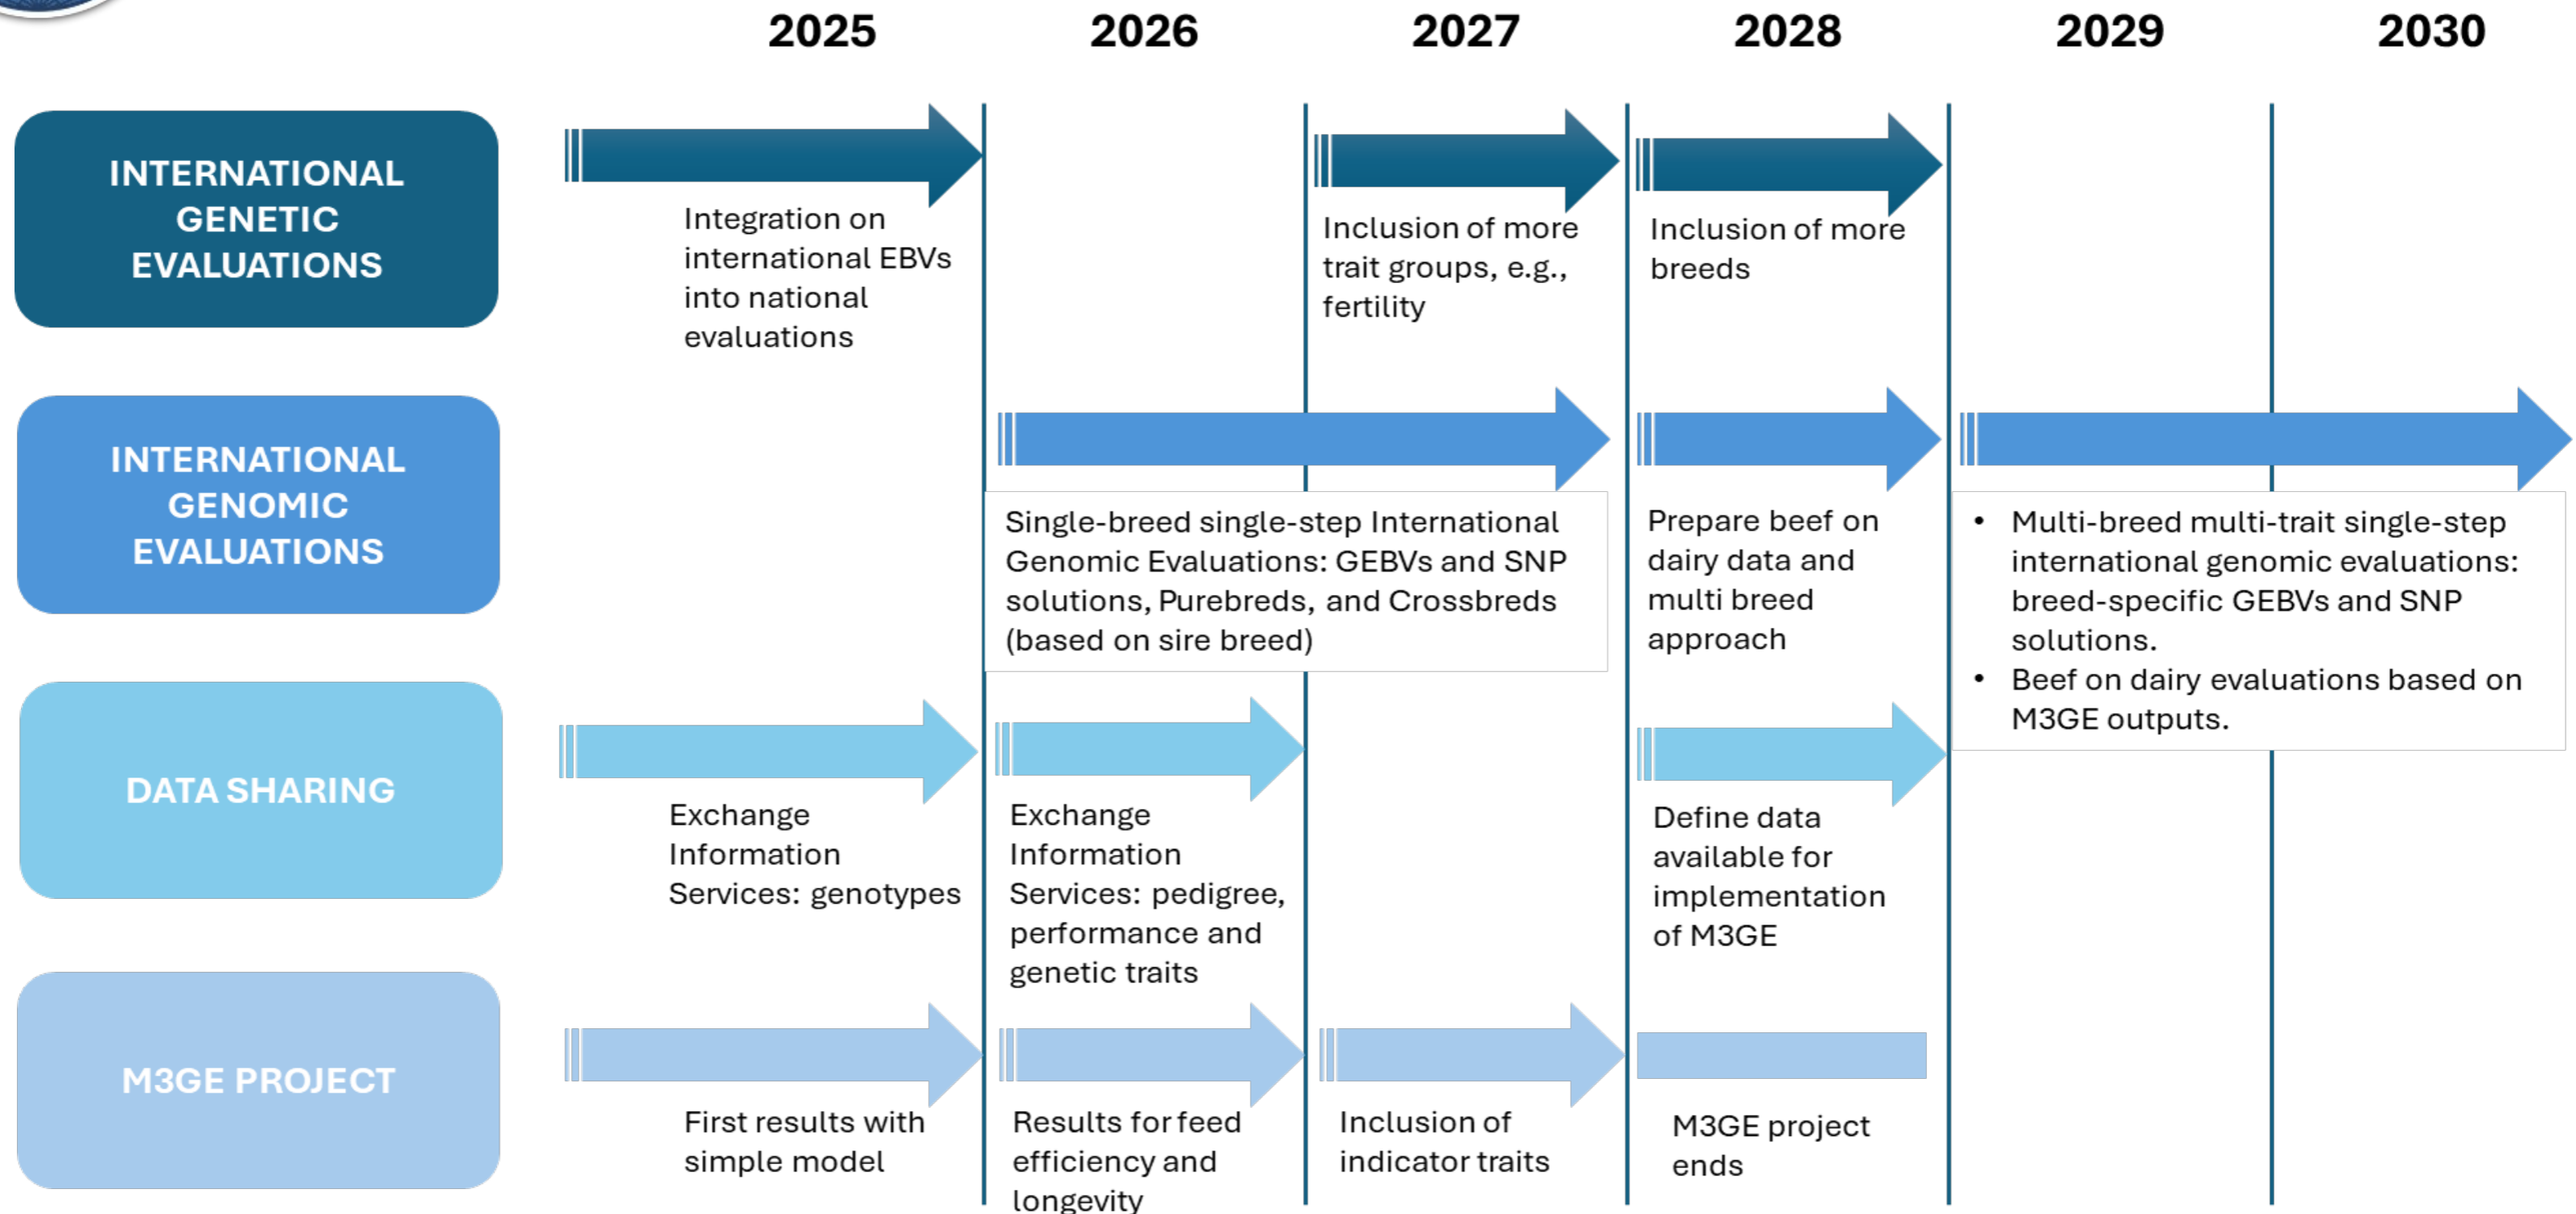 2025 2026 2027 2028 2029 2030
INTERNATIONAL
GENETIC
EVALUATIONS
Integration on
international EBVs
into national
evaluations
Inclusion of more
trait groups, e.g.,
fertility
Inclusion of more
breeds
INTERNATIONAL
GENOMIC
EVALUATIONS
Single-breed single-step International
Genomic Evaluations: GEBVs and SNP
solutions, Purebreds, and Crossbreds
(based on sire breed)
Prepare beef on
dairy data and
multi breed
approach
• Multi-breed multi-trait single-step
international genomic evaluations:
breed-specific GEBVs and SNP
solutions.
• Beef on dairy evaluations based on
M3GE outputs.
DATA SHARING
Exchange
Information
Services: genotypes
Exchange
Information
Services: pedigree,
performance and
genetic traits
Define data
available for
implementation
of M3GE
M3GE PROJECT
First results with
simple model
Results for feed
efficiency and
longevity
Inclusion of
indicator traits
M3GE project
ends